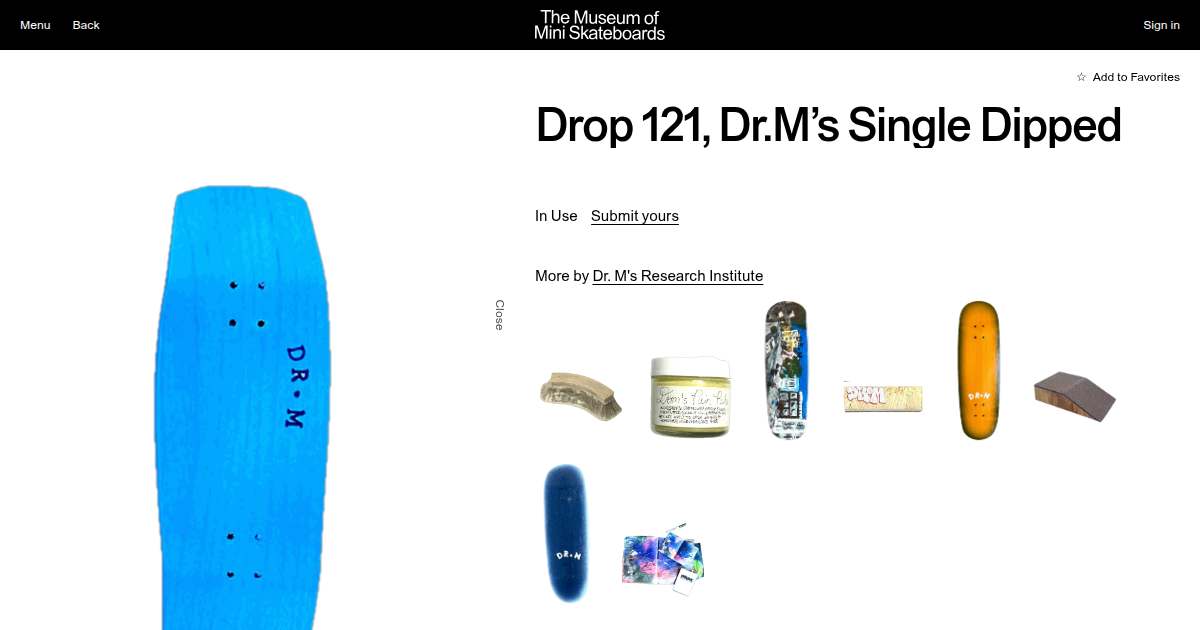 Menu
Back
The Museum of
Mini Skateboards
Sign in
☆ Add to Favorites
Drop 121, Dr.M’s Single Dipped
In Use
Submit yours
More by Dr. M's Research Institute
Close
DR•M
DR•M
DR•M